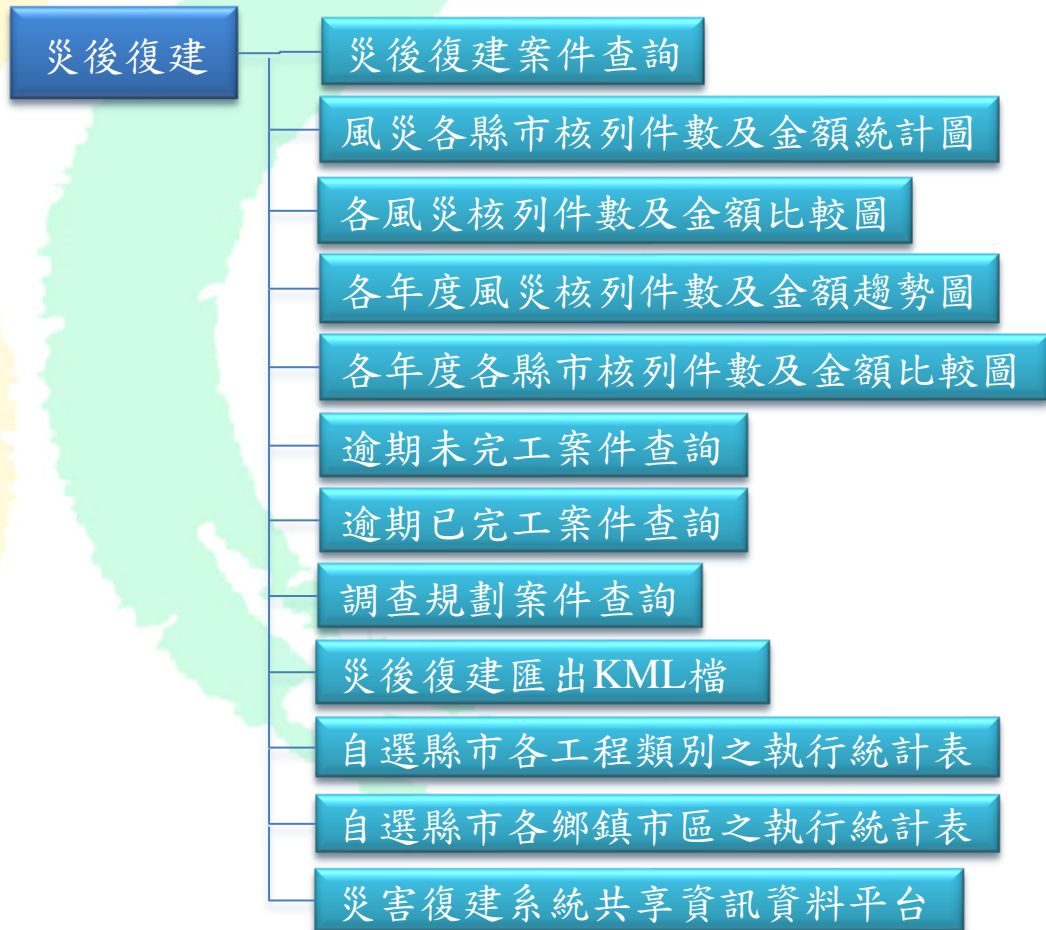 災後復建
災後復建案件查詢
風災各縣市核列件數及金額統計圖
各風災核列件數及金額比較圖
各年度風災核列件數及金額趨勢圖
各年度各縣市核列件數及金額比較圖
逾期未完工案件查詢
逾期已完工案件查詢
調查規劃案件查詢
災後復建匯出KML檔
自選縣市各工程類別之執行統計表
自選縣市各鄉鎮市區之執行統計表
災害復建系統共享資訊資料平台